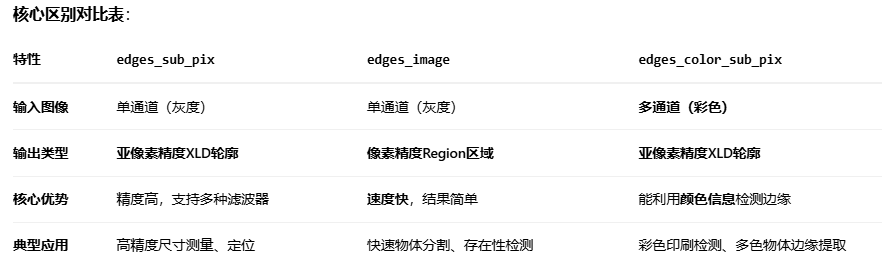 核心区别对比表：
特性 edges_sub_pix edges_image edges_color_sub_pix
输入图像 单通道（灰度） 单通道（灰度） 多通道（彩色）
输出类型 亚像素精度XLD轮廓 像素精度Region区域 亚像素精度XLD轮廓
核心优势 精度高，支持多种滤波器 速度快，结果简单 能利用颜色信息检测边缘
典型应用 高精度尺寸测量、定位 快速物体分割、存在性检测 彩色印刷检测、多色物体边缘提取